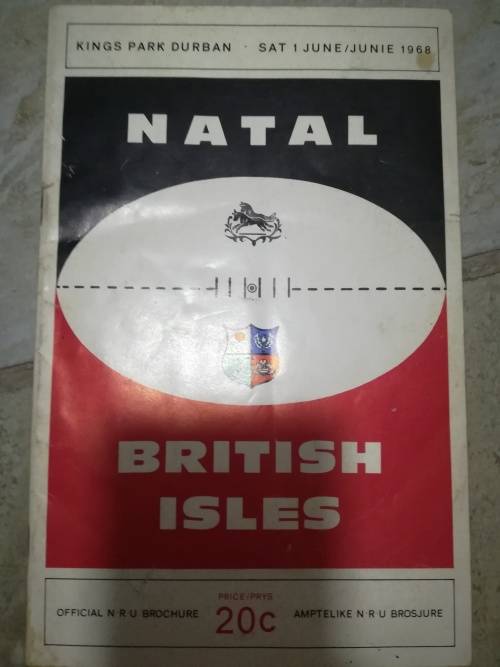 KINGS PARK DURBAN · SAT 1 JUNE/JUNIE 1968
NATAL
BRITISH
ISLES
PRICE/PRYS
OFFICIAL N·R·U BROCHURE 20c AMPTELIKE N·R·U BROSJURE